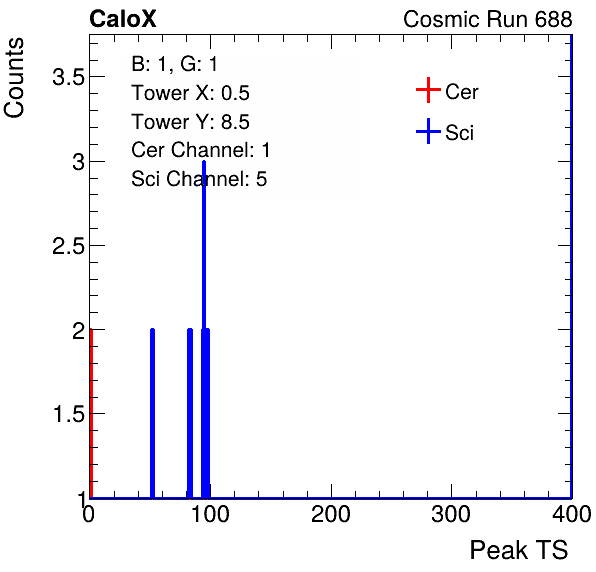 CaloX Cosmic Run 688
Counts
3.5
3
2.5
2
1.5
1
B: 1, G: 1
Tower X: 0.5
Tower Y: 8.5
Cer Channel: 1
Sci Channel: 5
Cer
Sci
0 100 200 300 400
Peak TS